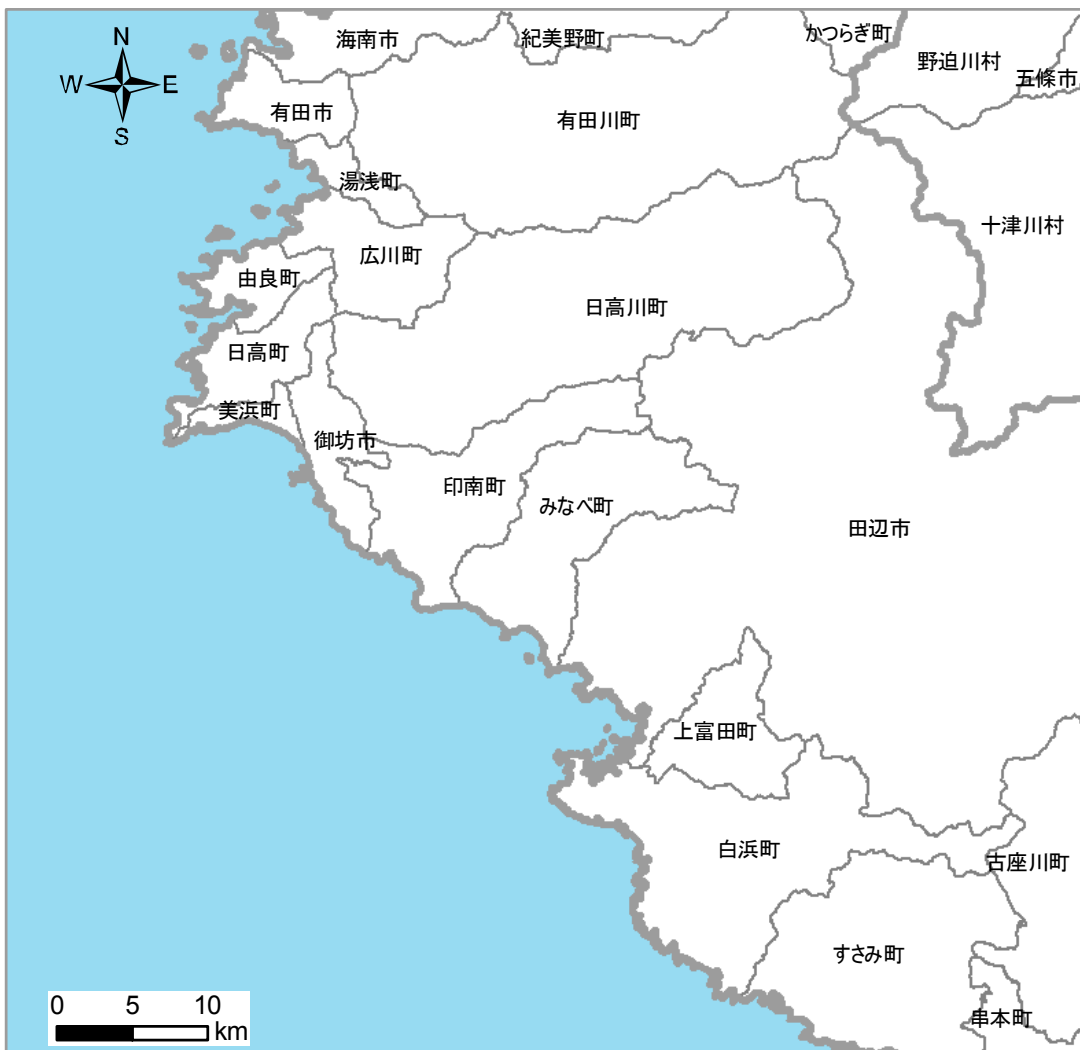 海南市
紀美野町
かつらぎ町
野迫川村
五條市
N
W
E
S
有田市
有田川町
湯浅町
十津川村
広川町
由良町
日高川町
日高町
美浜町
御坊市
印南町
みなべ町
田辺市
上富田町
白浜町
古座川町
すさみ町
串本町
0 5 10
km